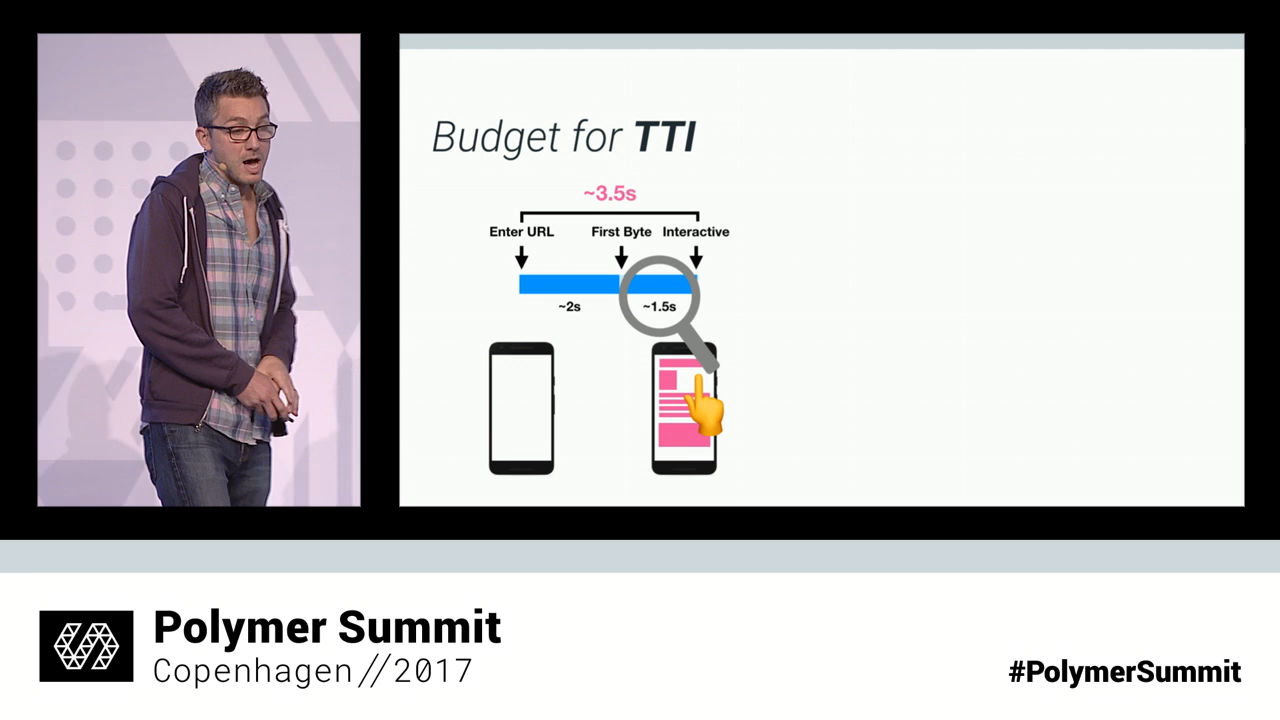 Budget for TTI
~3.5s
Enter URL First Byte Interactive
~2s ~1.5s
Polymer Summit
Copenhagen//2017
#PolymerSummit